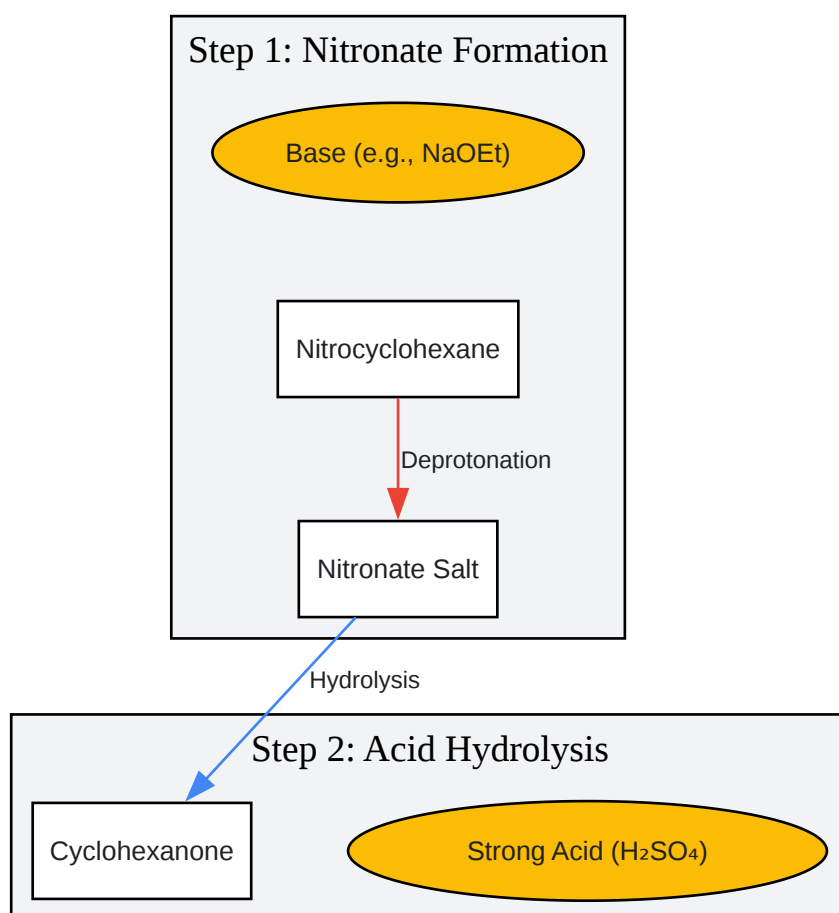 Step 1: Nitronate Formation
Base (e.g., NaOEt)
Nitrocyclohexane
Deprotonation
Nitronate Salt
Hydrolysis
Step 2: Acid Hydrolysis
Cyclohexanone
Strong Acid (H₂SO₄)